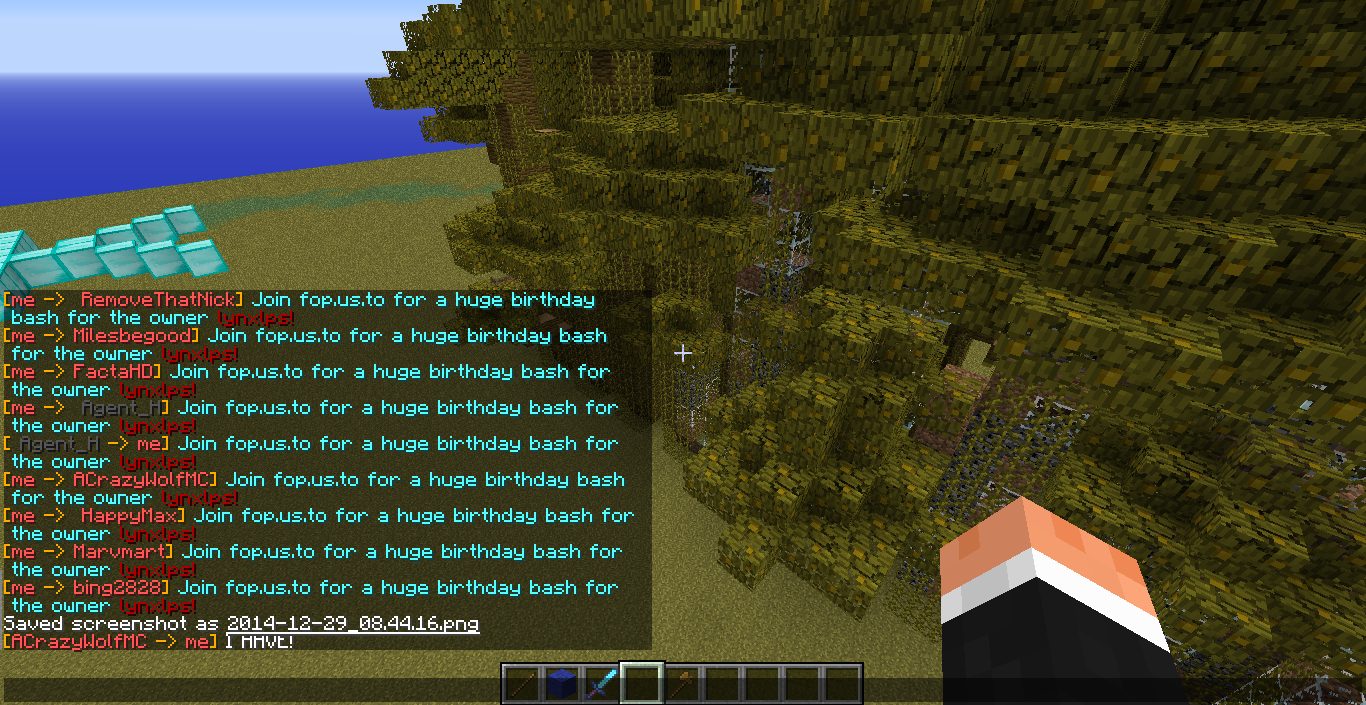 [me -> RemoveThatNick] Join fop.us.to for a huge birthday
bash for the owner lynxlps!
[me -> Milesbegood] Join fop.us.to for a huge birthday bash
for the owner lynxlps!
[me -> FactaHD] Join fop.us.to for a huge birthday bash for
the owner lynxlps!
[me -> Agent_H] Join fop.us.to for a huge birthday bash for
the owner lynxlps!
[ Agent_H -> me] Join fop.us.to for a huge birthday bash for
the owner lynxlps!
[me -> ACrazyWolfMC] Join fop.us.to for a huge birthday bash
for the owner lynxlps!
[me -> HappyMax] Join fop.us.to for a huge birthday bash for
the owner lynxlps!
[me -> Marvmart] Join fop.us.to for a huge birthday bash for
the owner lynxlps!
[me -> bing2828] Join fop.us.to for a huge birthday bash for
the owner lynxlps!
Saved screenshot as 2014-12-29_08.44.16.png
[ACrazyWolfMC -> me] I HAVE!